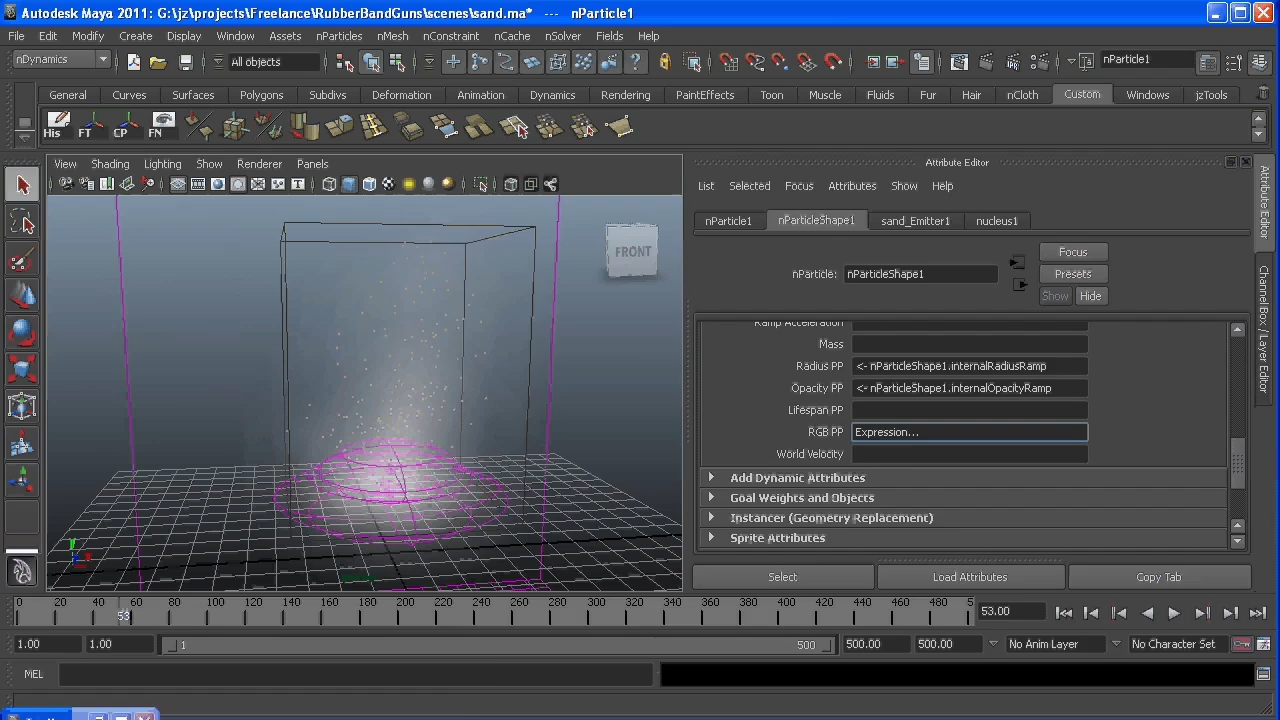 Autodesk Maya 2011: G:\jz\projects\Freelance\RubberBandGuns\scenes\sand.ma* --- nParticle1
File Edit Modify Create Display Window Assets nParticles nMesh nConstraint nCache nSolver Fields Help
nDynamics All objects nParticle1
General Curves Surfaces Polygons Subdivs Deformation Animation Dynamics Rendering PaintEffects Toon Muscle Fluids Fur Hair nCloth Custom Windows jzTools
His FT CP FN
View Shading Lighting Show Renderer Panels
Attribute Editor
List Selected Focus Attributes Show Help
nParticle1 nParticleShape1 sand_Emitter1 nucleus1
FRONT
Focus
nParticle: nParticleShape1 Presets
Show Hide
Ramp Acceleration
Mass
Radius PP <- nParticleShape1.internalRadiusRamp
Opacity PP <- nParticleShape1.internalOpacityRamp
Lifespan PP
RGB PP Expression...
World Velocity
Add Dynamic Attributes
Goal Weights and Objects
Instancer (Geometry Replacement)
Sprite Attributes
Select Load Attributes Copy Tab
Attribute Editor
Channel Box / Layer Editor
0 20 40 53 60 80 100 120 140 160 180 200 220 240 260 280 300 320 340 360 380 400 420 440 460 480 5 53.00
1.00 1.00 1 500 500.00 500.00 No Anim Layer No Character Set
MEL